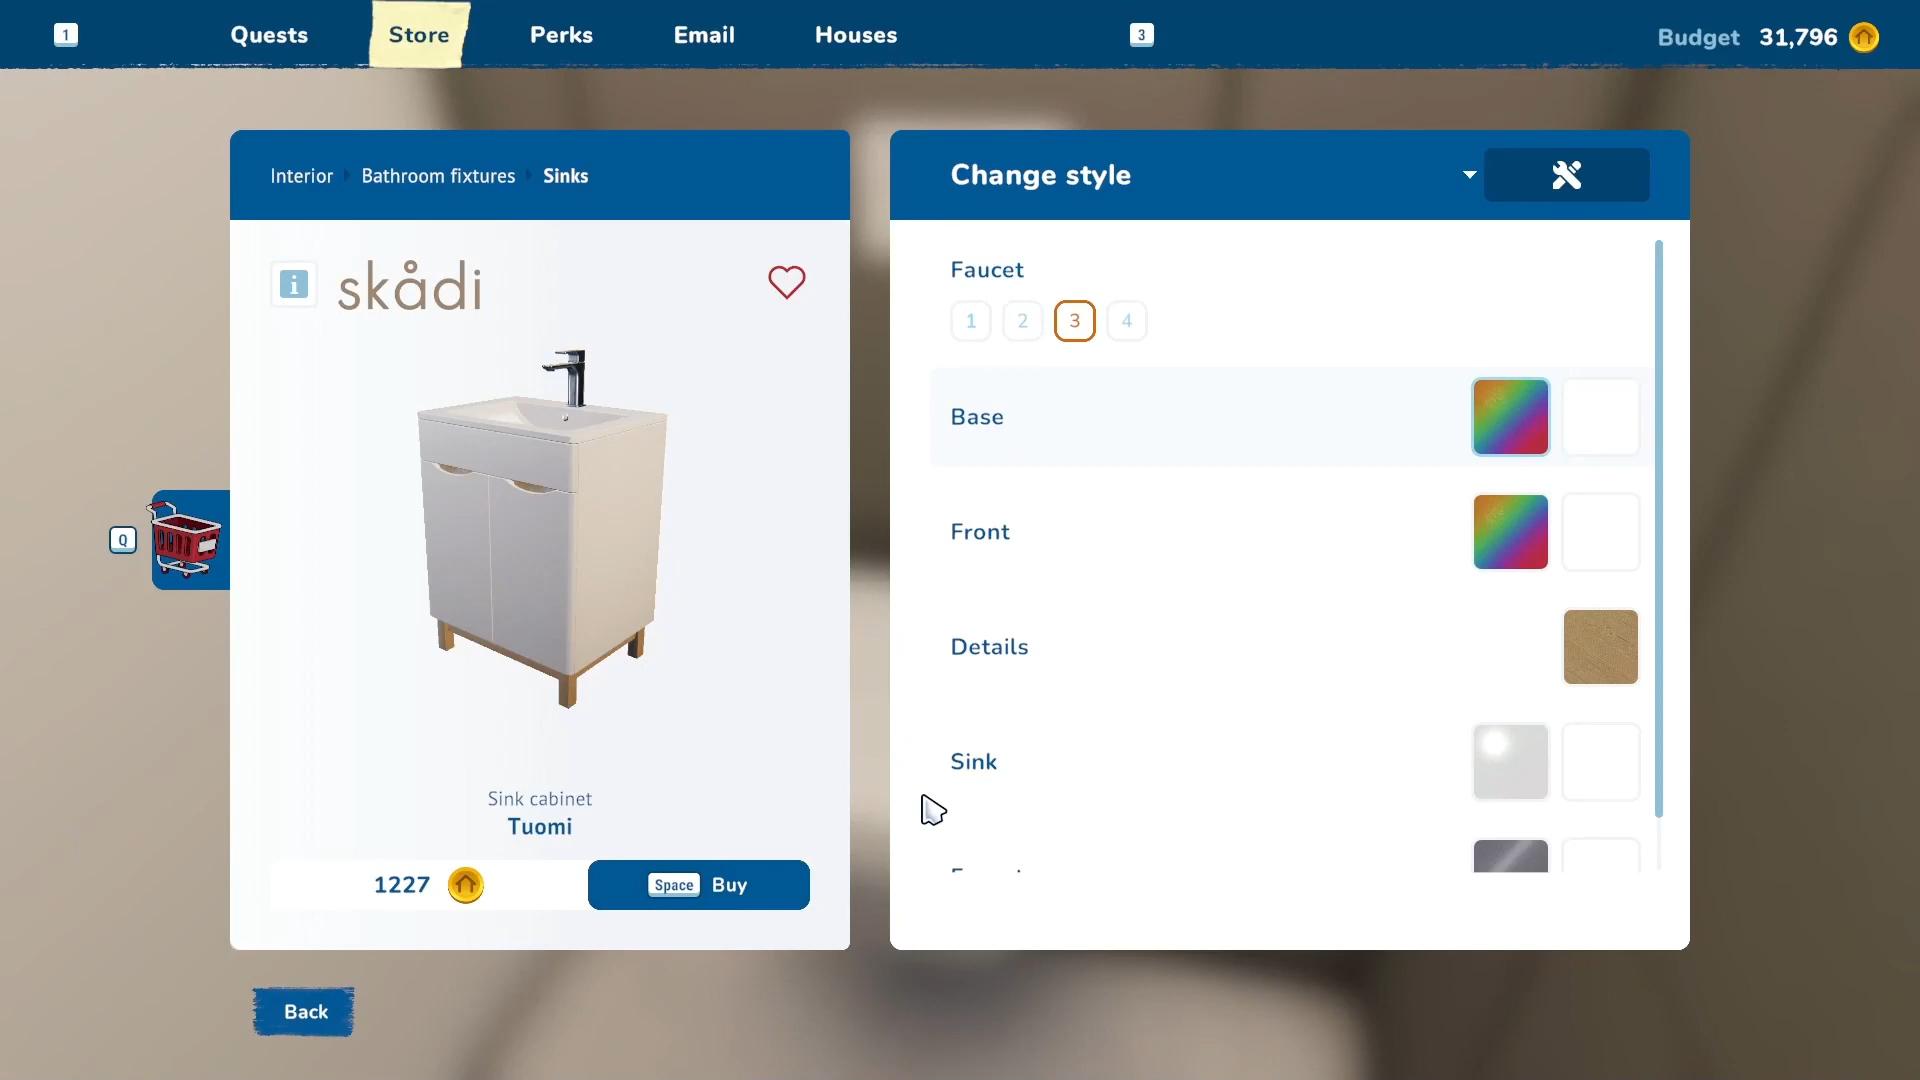 1
Quests
Store
Perks
Email
Houses
3
Budget 31,796
Interior
Bathroom fixtures
Sinks
i
skådi
Q
Sink cabinet
Tuomi
1227
Space Buy
Back
Change style
Faucet
1 2 3 4
Base
Front
Details
Sink